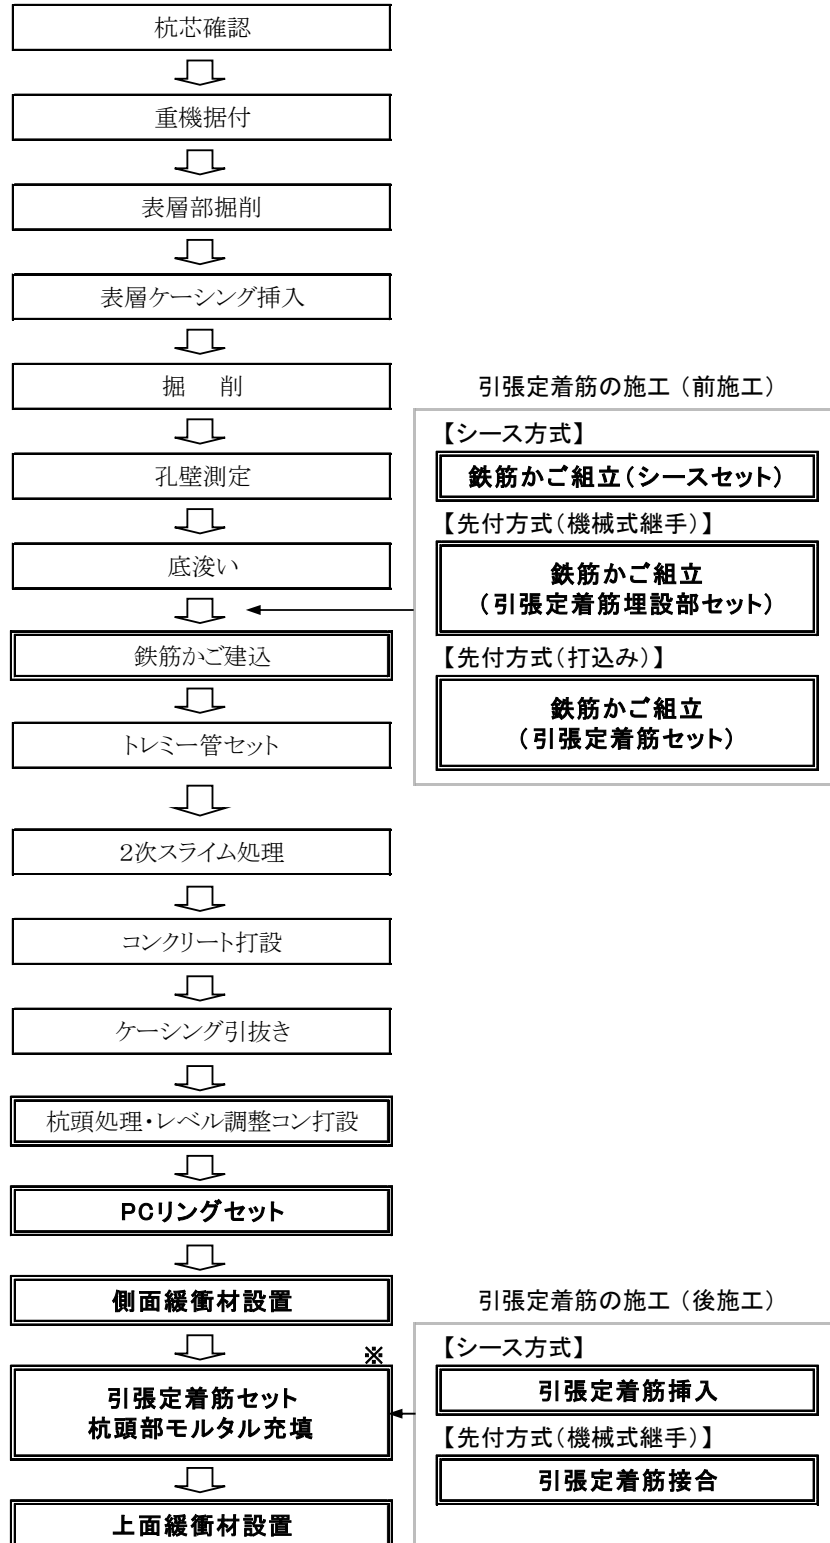 杭芯確認
重機据付
表層部掘削
表層ケーシング挿入
掘　削
孔壁測定
底浚い
鉄筋かご建込
トレミー管セット
2次スライム処理
コンクリート打設
ケーシング引抜き
杭頭処理・レベル調整コン打設
PCリングセット
側面緩衝材設置
※
引張定着筋セット
杭頭部モルタル充填
上面緩衝材設置
引張定着筋の施工（前施工）
【シース方式】
鉄筋かご組立（シースセット）
【先付方式（機械式継手）】
鉄筋かご組立
（引張定着筋埋設部セット）
【先付方式（打込み）】
鉄筋かご組立
（引張定着筋セット）
引張定着筋の施工（後施工）
【シース方式】
引張定着筋挿入
【先付方式（機械式継手）】
引張定着筋接合